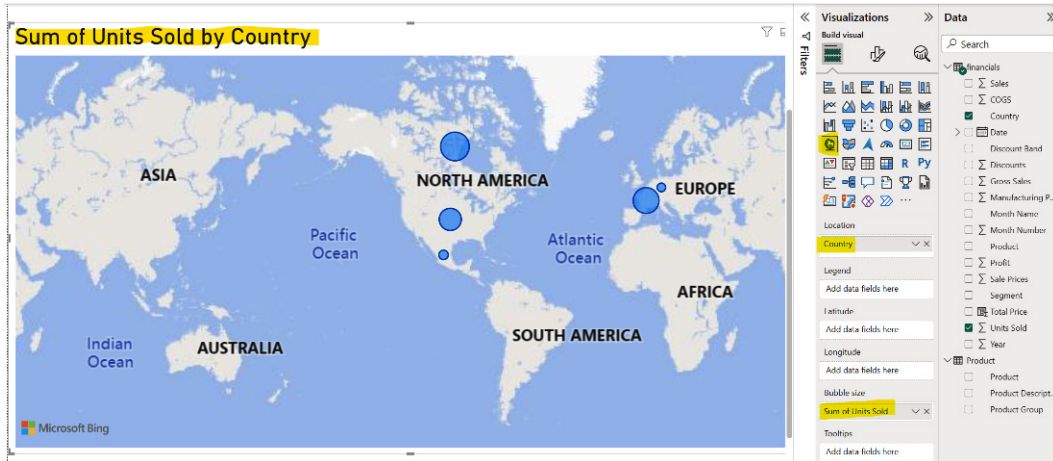 Sum of Units Sold by Country
ASIA
NORTH AMERICA
EUROPE
Pacific
Ocean
Atlantic
Ocean
AFRICA
SOUTH AMERICA
Indian
Ocean
AUSTRALIA
Microsoft Bing
Filters
Visualizations
Build visual
R
Py
Location
Country
Legend
Add data fields here
Latitude
Add data fields here
Longitude
Add data fields here
Bubble size
Sum of Units Sold
Tooltips
Add data fields here
Data
Search
financials
Sales
COGS
Country
Date
Discount Band
Discounts
Gross Sales
Manufacturing P...
Month Name
Month Number
Product
Profit
Sale Prices
Segment
Total Price
Units Sold
Year
Product
Product
Product Descript...
Product Group